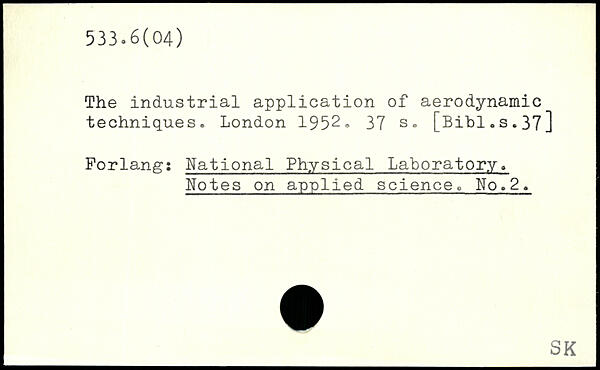 533.6(04)
The industrial application of aerodynamic
techniques. London 1952. 37 s. [Bibl.s.37]
Forlang: National Physical Laboratory.
Notes on applied science. No.2.
SK